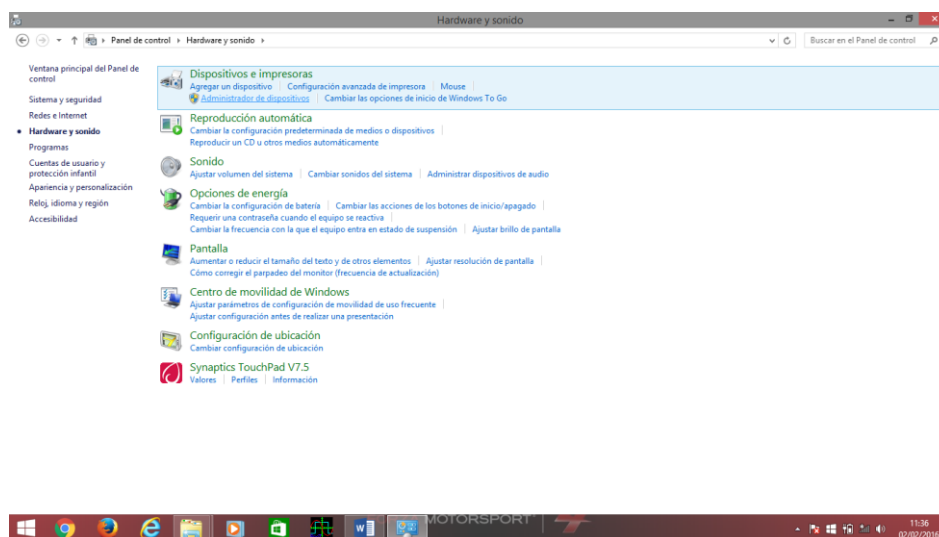 Hardware y sonido
Panel de control Hardware y sonido
Buscar en el Panel de control
Ventana principal del Panel de
control
Sistema y seguridad
Redes e Internet
Hardware y sonido
Programas
Cuentas de usuario y
protección infantil
Apariencia y personalización
Reloj, idioma y región
Accesibilidad
Dispositivos e impresoras
Agregar un dispositivo Configuración avanzada de impresora Mouse
Administrador de dispositivos Cambiar las opciones de inicio de Windows To Go
Reproducción automática
Cambiar la configuración predeterminada de medios o dispositivos
Reproducir un CD u otros medios automáticamente
Sonido
Ajustar volumen del sistema Cambiar sonidos del sistema Administrar dispositivos de audio
Opciones de energía
Cambiar la configuración de batería Cambiar las acciones de los botones de inicio/apagado
Requerir una contraseña cuando el equipo se reactiva
Cambiar la frecuencia con la que el equipo entra en estado de suspensión Ajustar brillo de pantalla
Pantalla
Aumentar o reducir el tamaño del texto y de otros elementos Ajustar resolución de pantalla
Cómo corregir el parpadeo del monitor (frecuencia de actualización)
Centro de movilidad de Windows
Ajustar parámetros de configuración de movilidad de uso frecuente
Ajustar configuración antes de realizar una presentación
Configuración de ubicación
Cambiar configuración de ubicación
Synaptics TouchPad V7.5
Valores Perfiles Información
MOTORSPORT
11:36
02/02/2016